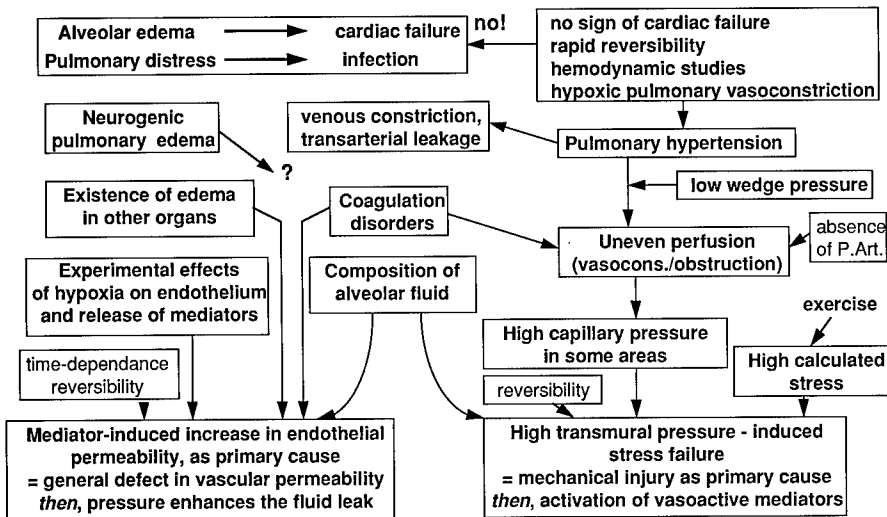 Alveolar edema cardiac failure
Pulmonary distress infection
no!
no sign of cardiac failure
rapid reversibility
hemodynamic studies
hypoxic pulmonary vasoconstriction
Neurogenic
pulmonary edema
?
venous constriction,
transarterial leakage
Pulmonary hypertension
low wedge pressure
Existence of edema
in other organs
Coagulation
disorders
Uneven perfusion
(vasocons./obstruction)
absence
of P.Art.
Experimental effects
of hypoxia on endothelium
and release of mediators
Composition of
alveolar fluid
High capillary pressure
in some areas
exercise
High calculated
stress
time-dependance
reversibility
reversibility
Mediator-induced increase in endothelial
permeability, as primary cause
= general defect in vascular permeability
then, pressure enhances the fluid leak
High transmural pressure - induced
stress failure
= mechanical injury as primary cause
then, activation of vasoactive mediators